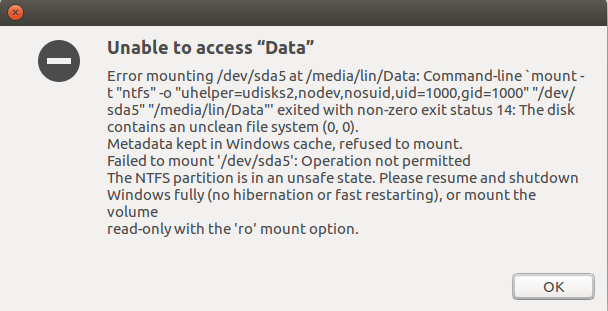 Unable to access “Data”
Error mounting /dev/sda5 at /media/lin/Data: Command-line `mount -
t "ntfs" -o "uhelper=udisks2,nodev,nosuid,uid=1000,gid=1000" "/dev/
sda5" "/media/lin/Data"' exited with non-zero exit status 14: The disk
contains an unclean file system (0, 0).
Metadata kept in Windows cache, refused to mount.
Failed to mount '/dev/sda5': Operation not permitted
The NTFS partition is in an unsafe state. Please resume and shutdown
Windows fully (no hibernation or fast restarting), or mount the
volume
read-only with the 'ro' mount option.
OK